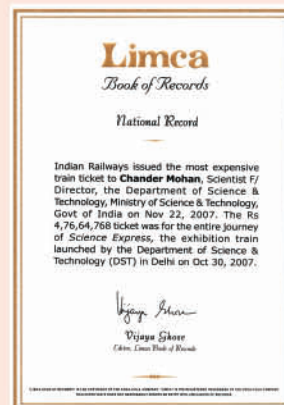 Limca
Book of Records
National Record
Indian Railways issued the most expensive
train ticket to Chander Mohan, Scientist F/
Director, the Department of Science &
Technology, Ministry of Science & Technology,
Govt of India on Nov 22, 2007. The Rs
4,76,64,768 ticket was for the entire journey
of Science Express, the exhibition train
launched by the Department of Science &
Technology (DST) in Delhi on Oct 30, 2007.
Vijaya Ghose
Vijaya Ghose
Editor, Limca Book of Records